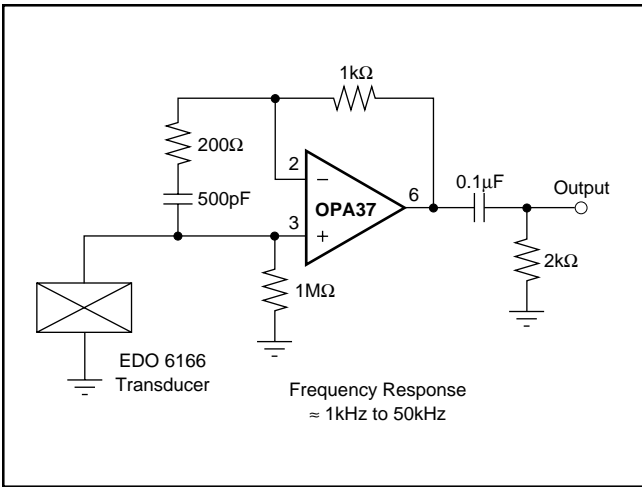 1kΩ
200Ω
2
500pF
−
OPA37
6
0.1µF
Output
3
+
2kΩ
1MΩ
EDO 6166
Transducer
Frequency Response
≈ 1kHz to 50kHz